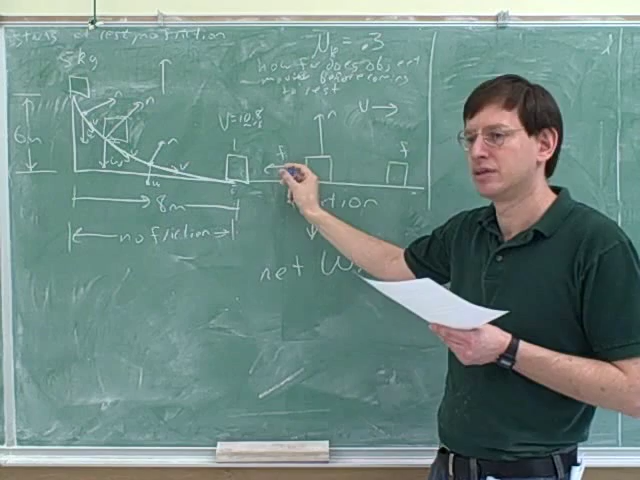 starts at rest no friction
5kg
μk = .3
how far does object
move before coming
to rest
6m
n
n
n
w
w
v
V=10.8
m/s
n
V →
f
f
8m
friction
no friction
net W